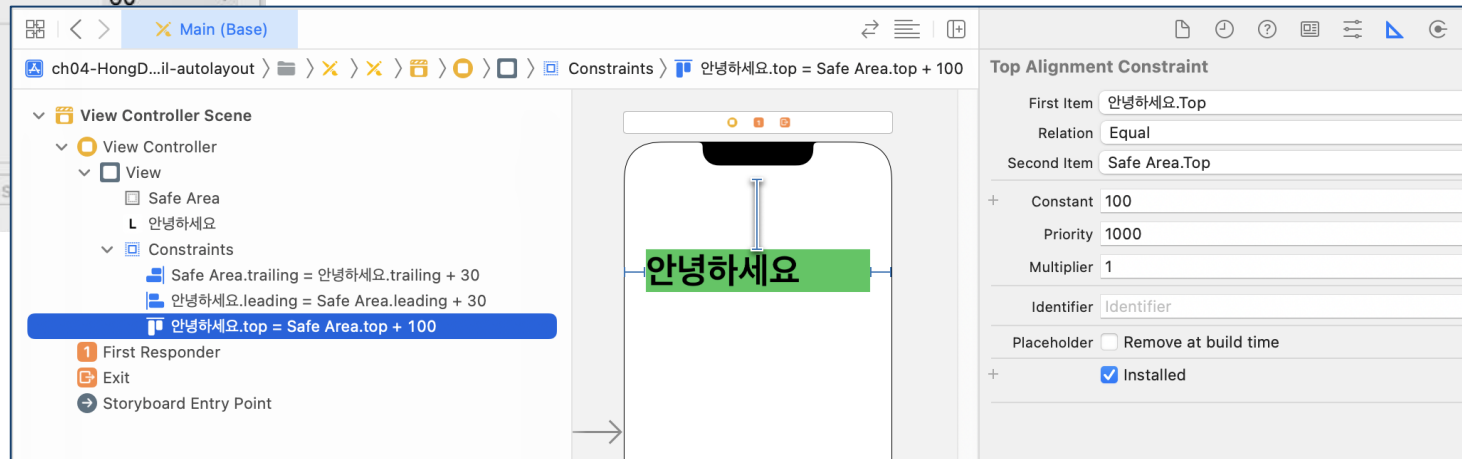 Main (Base)
ch04-HongD...il-autolayout
Constraints
안녕하세요.top = Safe Area.top + 100
View Controller Scene
View Controller
View
Safe Area
L 안녕하세요
Constraints
Safe Area.trailing = 안녕하세요.trailing + 30
안녕하세요.leading = Safe Area.leading + 30
안녕하세요.top = Safe Area.top + 100
1 First Responder
Exit
Storyboard Entry Point
안녕하세요
Top Alignment Constraint
First Item 안녕하세요.Top
Relation Equal
Second Item Safe Area.Top
+ Constant 100
Priority 1000
Multiplier 1
Identifier Identifier
Placeholder Remove at build time
+ Installed